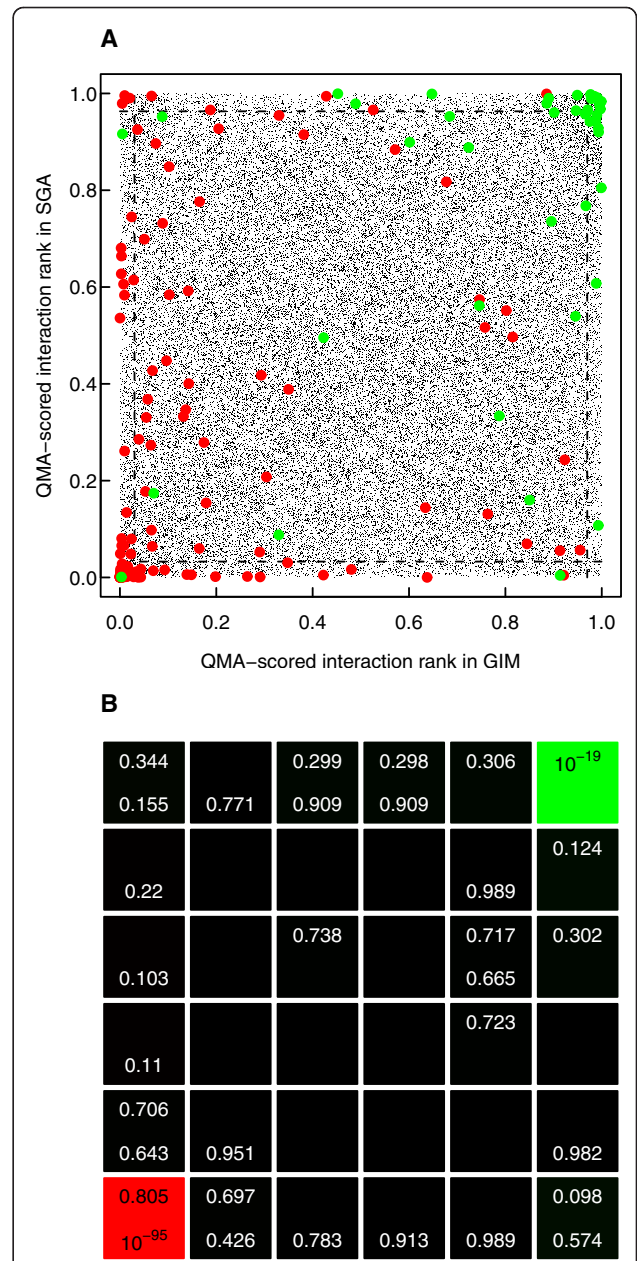 A
1.0
0.8
0.6
0.4
0.2
0.0
QMA−scored interaction rank in SGA
0.0 0.2 0.4 0.6 0.8 1.0
QMA−scored interaction rank in GIM
B
0.344 0.299 0.298 0.306 10⁻¹⁹
0.155 0.771 0.909 0.909
0.124
0.22 0.989
0.738 0.717 0.302
0.103 0.665
0.723
0.11
0.706
0.643 0.951 0.982
0.805 0.697 0.098
10⁻⁹⁵ 0.426 0.783 0.913 0.989 0.574